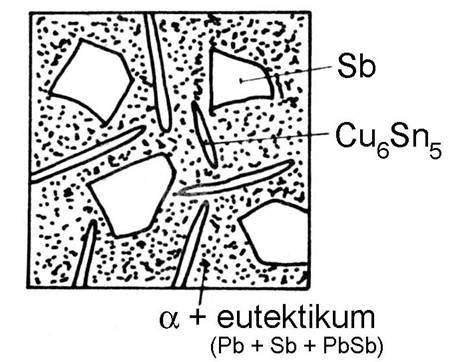 Sb
Cu₆Sn₅
α + eutektikum
(Pb + Sb + PbSb)